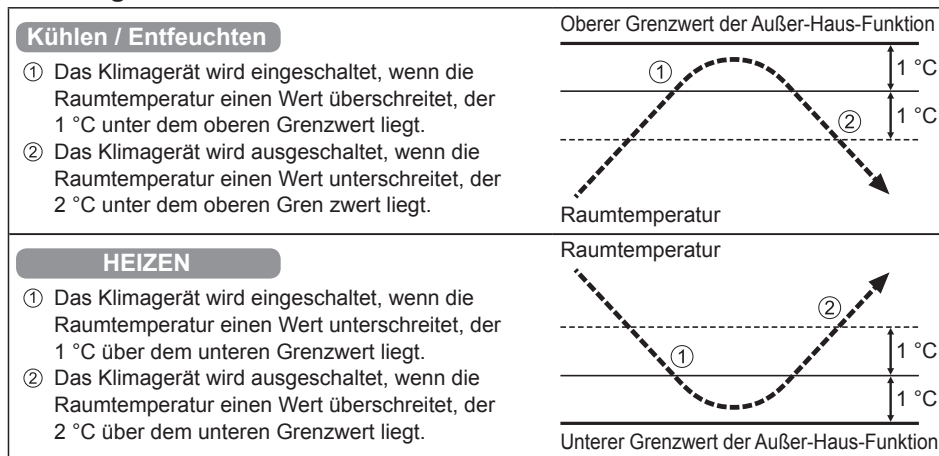 Kühlen / Entfeuchten
① Das Klimagerät wird eingeschaltet, wenn die
Raumtemperatur einen Wert überschreitet, der
1 °C unter dem oberen Grenzwert liegt.
② Das Klimagerät wird ausgeschaltet, wenn die
Raumtemperatur einen Wert unterschreitet, der
2 °C unter dem oberen Gren zwert liegt.
Oberer Grenzwert der Außer-Haus-Funktion
①
1 °C
1 °C
②
Raumtemperatur
HEIZEN
① Das Klimagerät wird eingeschaltet, wenn die
Raumtemperatur einen Wert unterschreitet, der
1 °C über dem unteren Grenzwert liegt.
② Das Klimagerät wird ausgeschaltet, wenn die
Raumtemperatur einen Wert überschreitet, der
2 °C über dem unteren Grenzwert liegt.
Raumtemperatur
②
①
1 °C
1 °C
Unterer Grenzwert der Außer-Haus-Funktion